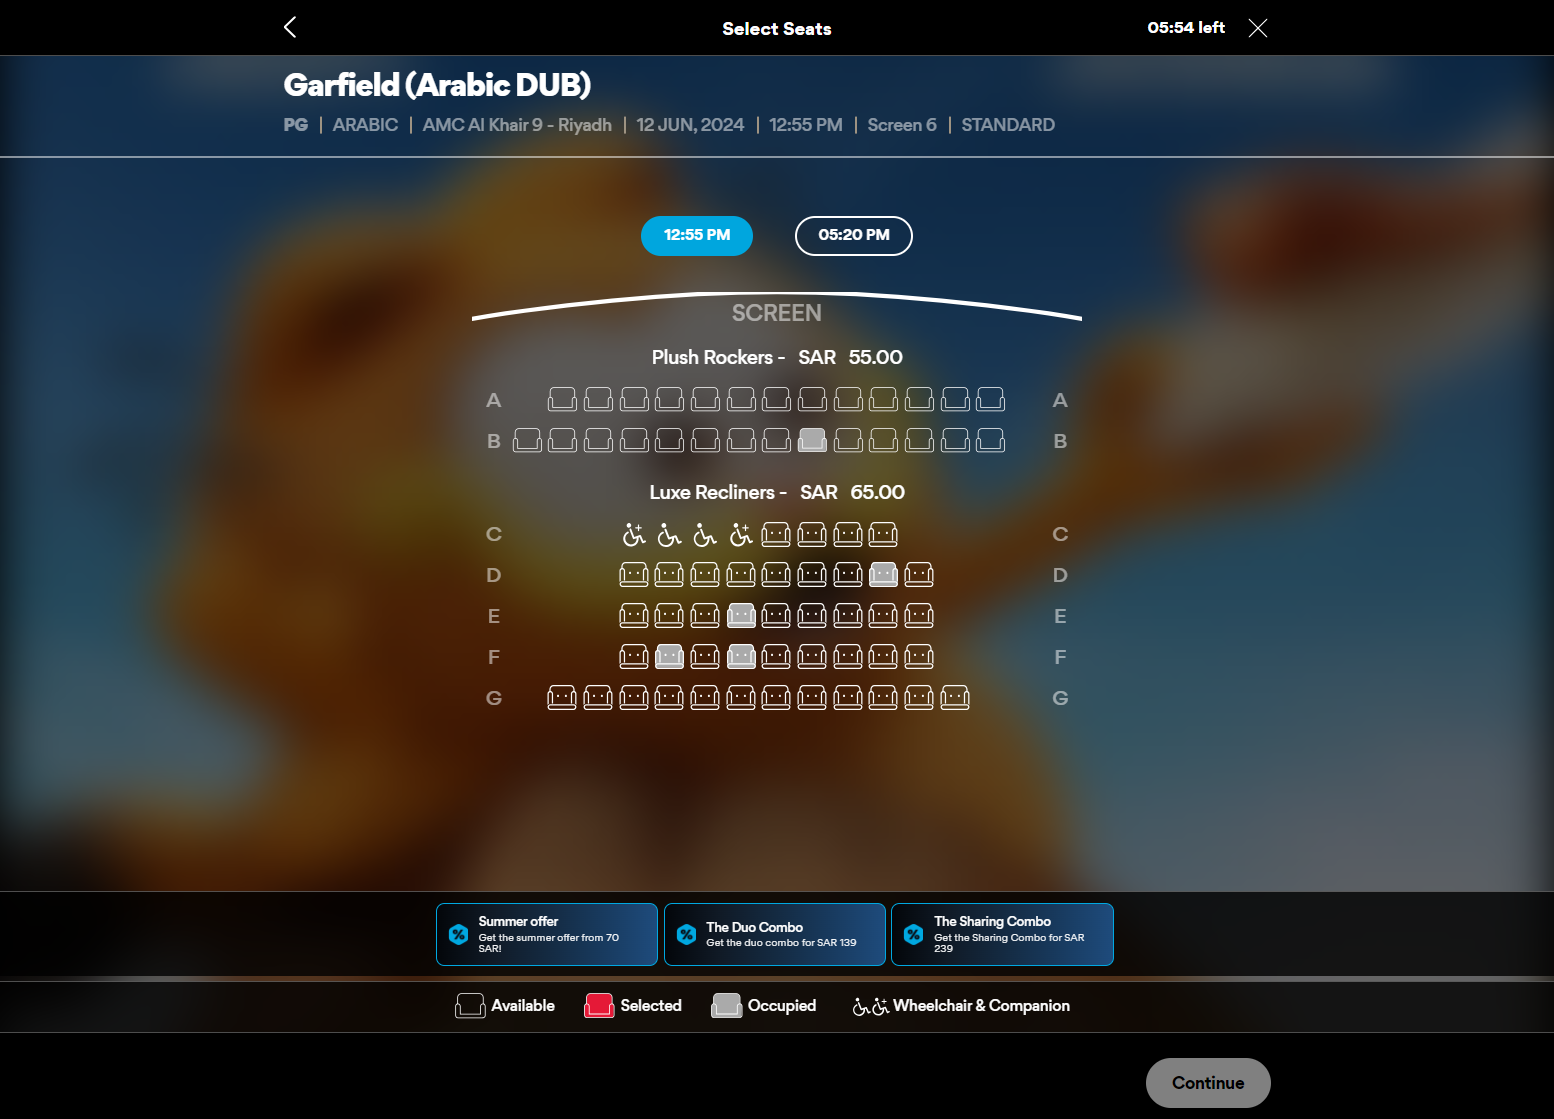 Select Seats
05:54 left
Garfield (Arabic DUB)
PG | ARABIC | AMC Al Khair 9 - Riyadh | 12 JUN, 2024 | 12:55 PM | Screen 6 | STANDARD
12:55 PM
05:20 PM
SCREEN
Plush Rockers - SAR 55.00
A A
B B
Luxe Recliners - SAR 65.00
C C
D D
E E
F F
G G
Summer offer
Get the summer offer from 70
SAR!
The Duo Combo
Get the duo combo for SAR 139
The Sharing Combo
Get the Sharing Combo for SAR
239
Available
Selected
Occupied
Wheelchair & Companion
Continue